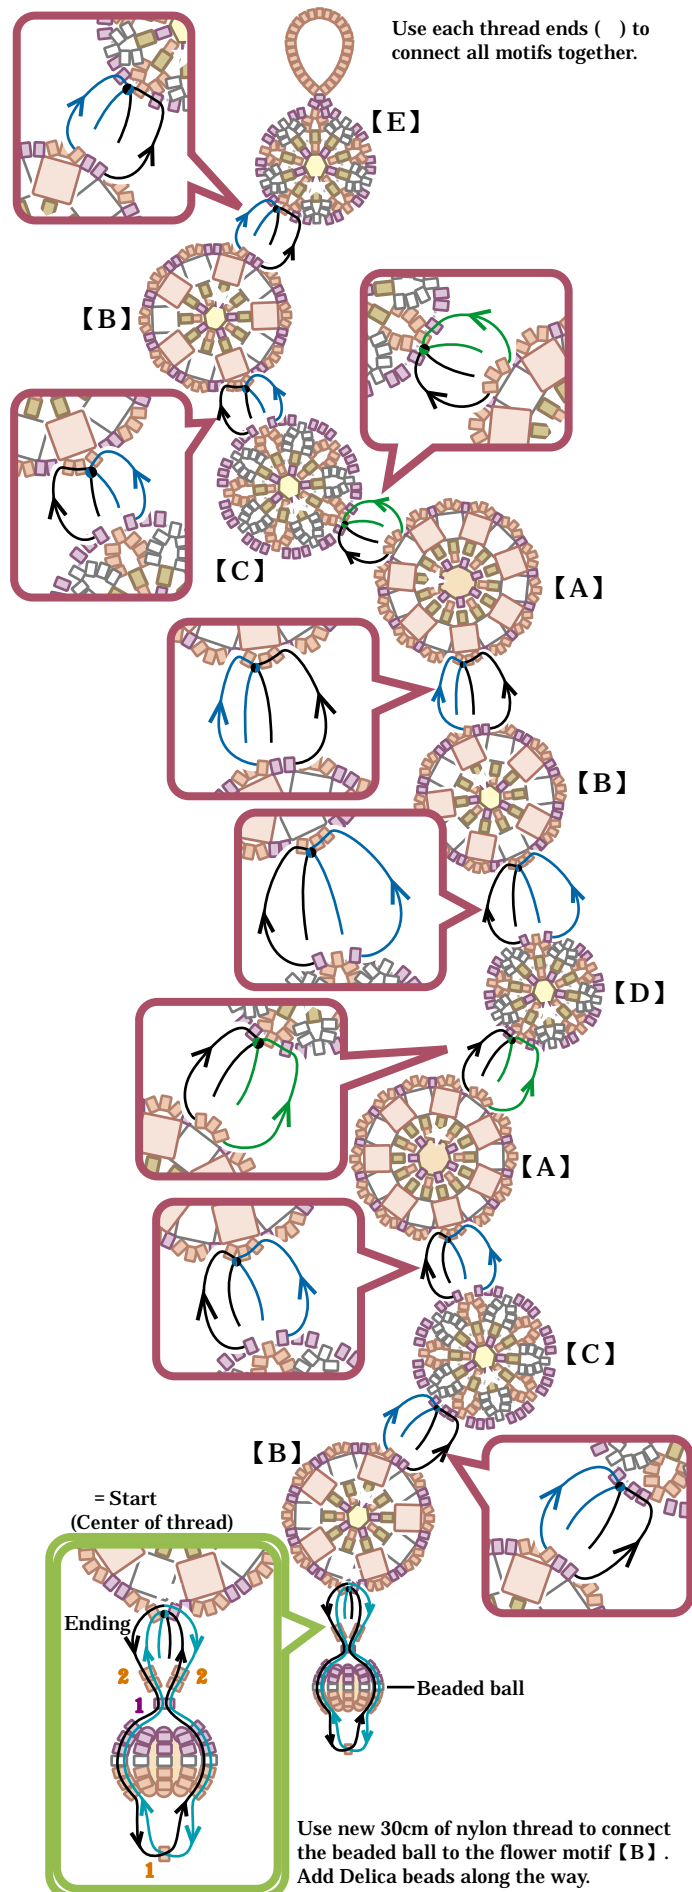 Use each thread ends ( ) to
connect all motifs together.
【E】
【B】
【C】
【A】
【B】
【D】
【A】
【C】
【B】
= Start
(Center of thread)
Ending
2 2
1
1
Beaded ball
Use new 30cm of nylon thread to connect
the beaded ball to the flower motif【B】.
Add Delica beads along the way.